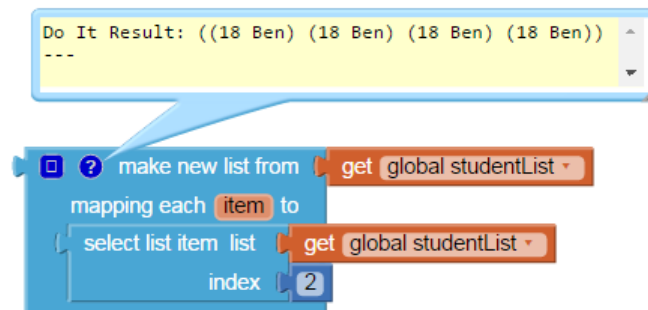 Do It Result: ((18 Ben) (18 Ben) (18 Ben) (18 Ben))
---
? make new list from get global studentList
mapping each item to
select list item list get global studentList
index 2